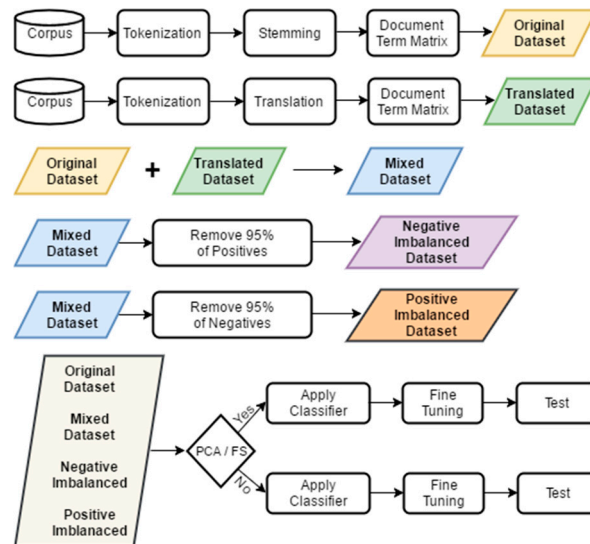 Corpus
Tokenization
Stemming
Document
Term Matrix
Original
Dataset
Corpus
Tokenization
Translation
Document
Term Matrix
Translated
Dataset
Original
Dataset
+
Translated
Dataset
Mixed
Dataset
Mixed
Dataset
Remove 95%
of Positives
Negative
Imbalanced
Dataset
Mixed
Dataset
Remove 95%
of Negatives
Positive
Imbalanced
Dataset
Original
Dataset
Mixed
Dataset
Negative
Imbalanced
Positive
Imblanaced
PCA / FS
Yes
Apply
Classifier
Fine
Tuning
Test
No
Apply
Classifier
Fine
Tuning
Test